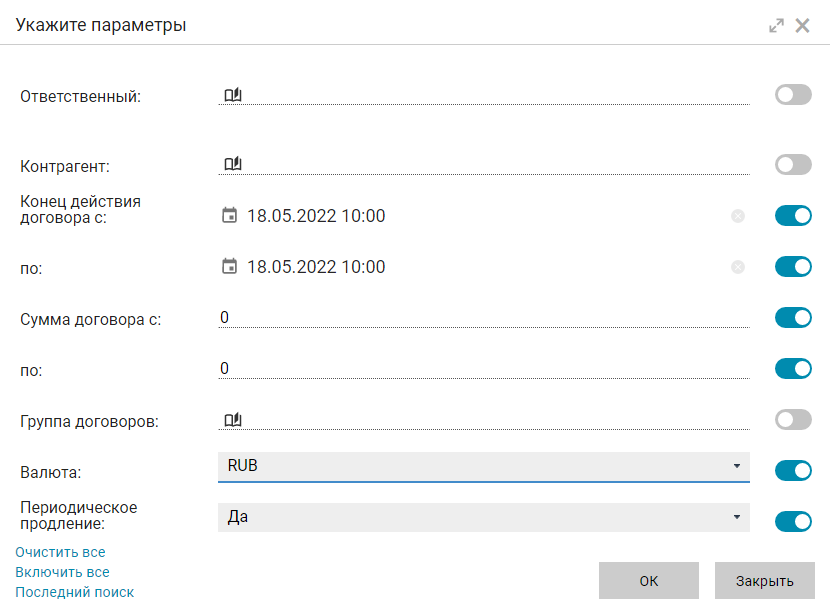 Укажите параметры
Ответственный:
Контрагент:
Конец действия
договора с:
18.05.2022 10:00
по:
18.05.2022 10:00
Сумма договора с:
0
по:
0
Группа договоров:
Валюта:
RUB
Периодическое
продление:
Да
Очистить все
Включить все
Последний поиск
ОК
Закрыть